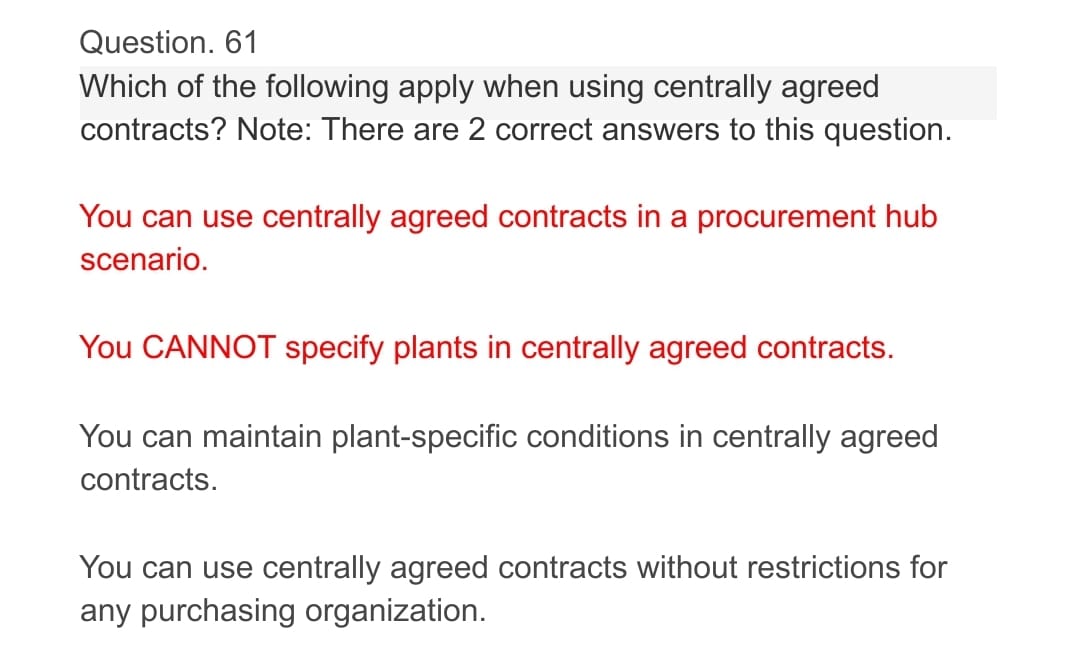 Question. 61
Which of the following apply when using centrally agreed
contracts? Note: There are 2 correct answers to this question.
You can use centrally agreed contracts in a procurement hub
scenario.
You CANNOT specify plants in centrally agreed contracts.
You can maintain plant-specific conditions in centrally agreed
contracts.
You can use centrally agreed contracts without restrictions for
any purchasing organization.